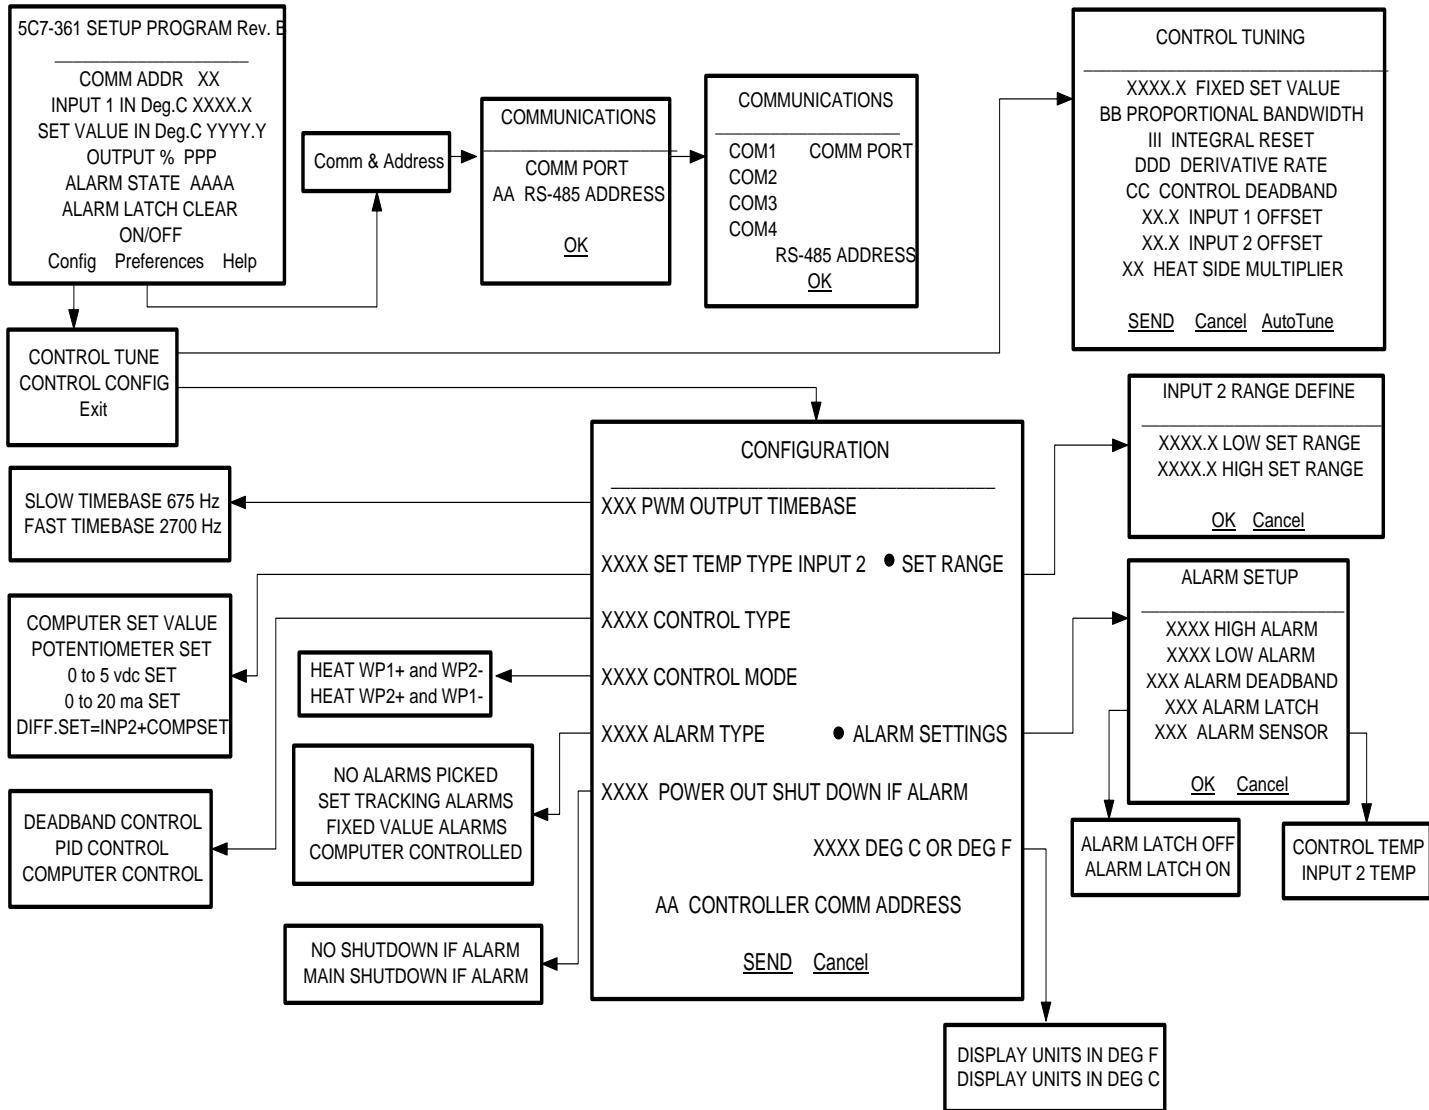 5C7-361 SETUP PROGRAM Rev. B
COMM ADDR XX
INPUT 1 IN Deg.C XXXX.X
SET VALUE IN Deg.C YYYY.Y
OUTPUT % PPP
ALARM STATE AAAA
ALARM LATCH CLEAR
ON/OFF
Config Preferences Help
Comm & Address
COMMUNICATIONS
COMM PORT
AA RS-485 ADDRESS
OK
COMMUNICATIONS
COM1 COMM PORT
COM2
COM3
COM4
RS-485 ADDRESS
OK
CONTROL TUNING
XXXX.X FIXED SET VALUE
BB PROPORTIONAL BANDWIDTH
III INTEGRAL RESET
DDD DERIVATIVE RATE
CC CONTROL DEADBAND
XX.X INPUT 1 OFFSET
XX.X INPUT 2 OFFSET
XX HEAT SIDE MULTIPLIER
SEND Cancel AutoTune
CONTROL TUNE
CONTROL CONFIG
Exit
CONFIGURATION
XXX PWM OUTPUT TIMEBASE
XXXX SET TEMP TYPE INPUT 2 ● SET RANGE
XXXX CONTROL TYPE
XXXX CONTROL MODE
XXXX ALARM TYPE ● ALARM SETTINGS
XXXX POWER OUT SHUT DOWN IF ALARM
XXXX DEG C OR DEG F
AA CONTROLLER COMM ADDRESS
SEND Cancel
INPUT 2 RANGE DEFINE
XXXX.X LOW SET RANGE
XXXX.X HIGH SET RANGE
OK Cancel
SLOW TIMEBASE 675 Hz
FAST TIMEBASE 2700 Hz
COMPUTER SET VALUE
POTENTIOMETER SET
0 to 5 vdc SET
0 to 20 ma SET
DIFF.SET=INP2+COMPSET
HEAT WP1+ and WP2-
HEAT WP2+ and WP1-
ALARM SETUP
XXXX HIGH ALARM
XXXX LOW ALARM
XXX ALARM DEADBAND
XXX ALARM LATCH
XXX ALARM SENSOR
OK Cancel
NO ALARMS PICKED
SET TRACKING ALARMS
FIXED VALUE ALARMS
COMPUTER CONTROLLED
DEADBAND CONTROL
PID CONTROL
COMPUTER CONTROL
ALARM LATCH OFF
ALARM LATCH ON
CONTROL TEMP
INPUT 2 TEMP
NO SHUTDOWN IF ALARM
MAIN SHUTDOWN IF ALARM
DISPLAY UNITS IN DEG F
DISPLAY UNITS IN DEG C